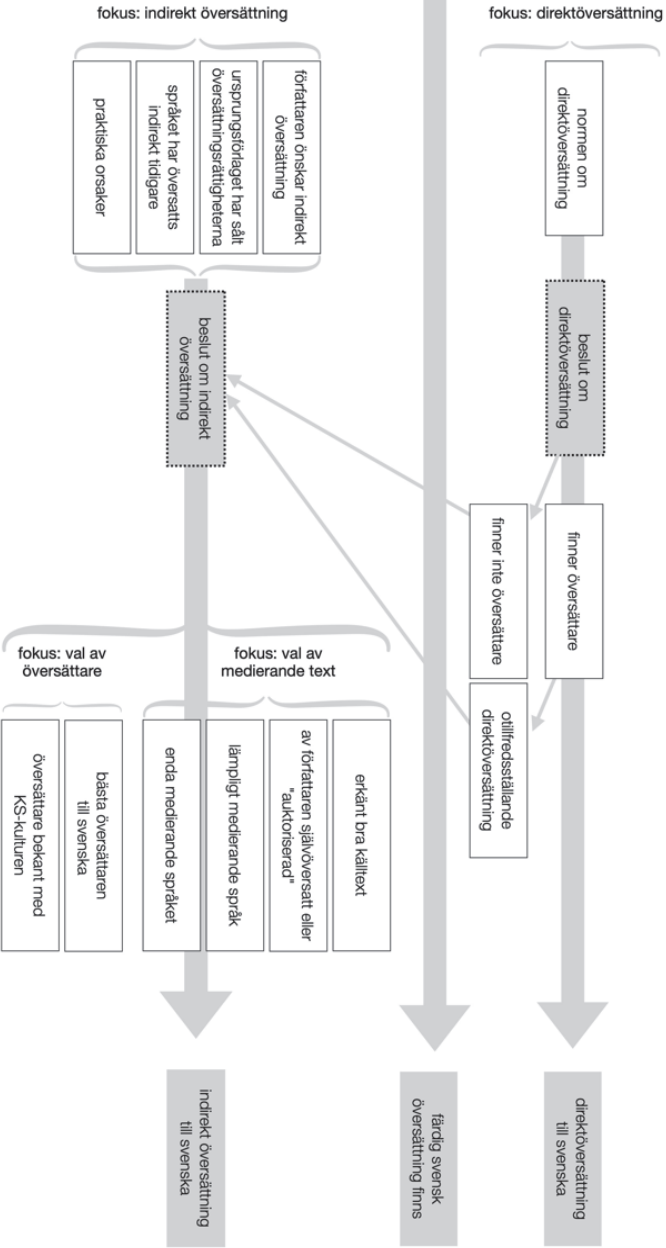 fokus: indirekt översättning
fokus: direktöversättning
normen om
direktöversättning
beslut om
direktöversättning
finner översättare
finner inte översättare
otillfredsställande
direktöversättning
direktöversättning
till svenska
färdig svensk
översättning finns
författaren önskar indirekt
översättning
ursprungsförlaget har sålt
översättningsrättigheterna
språket har översatts
indirekt tidigare
praktiska orsaker
beslut om indirekt
översättning
fokus: val av
översättare
fokus: val av
medierande text
erkänt bra källtext
av författaren självöversatt eller
"auktoriserad"
lämpligt medierande språk
enda medierande språket
bästa översättaren
till svenska
översättare bekant med
KS-kulturen
indirekt översättning
till svenska